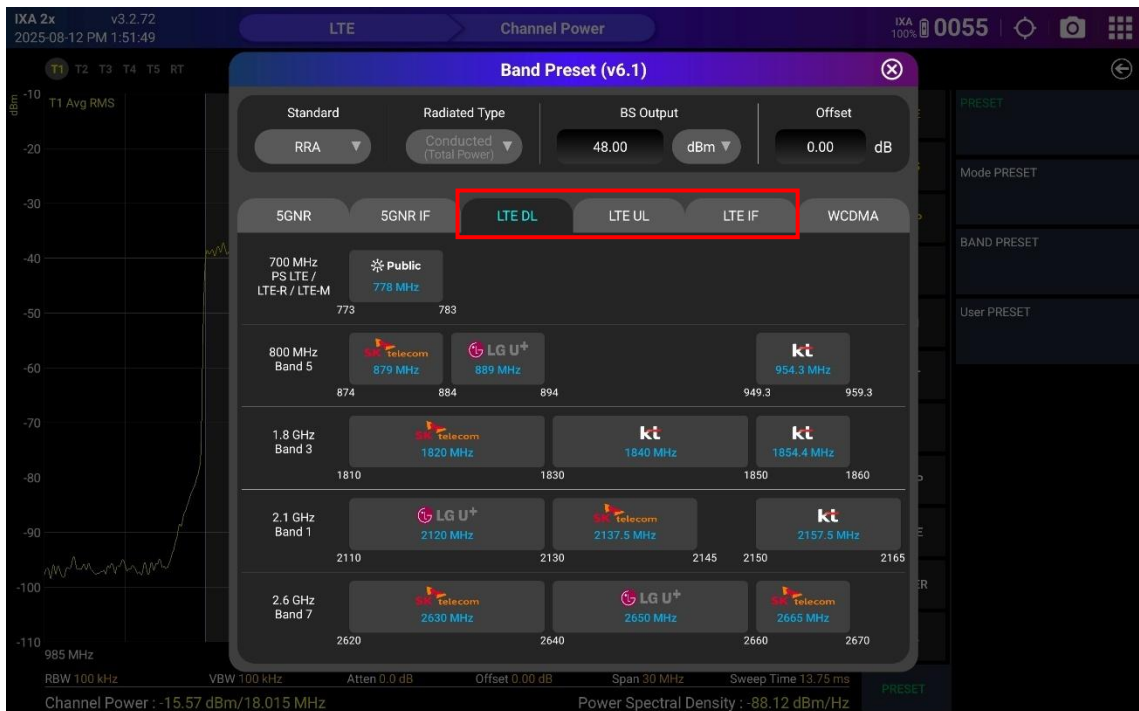 IXA 2x v3.2.72
2025-08-12 PM 1:51:49
LTE
Channel Power
IXA
100%
0055
T1 T2 T3 T4 T5 RT
dBm
T1 Avg RMS
-10
-20
-30
-40
-50
-60
-70
-80
-90
-100
-110
985 MHz
Band Preset (v6.1)
Standard Radiated Type BS Output Offset
RRA
Conducted
(Total Power)
48.00 dBm 0.00 dB
5GNR 5GNR IF LTE DL LTE UL LTE IF WCDMA
700 MHz
PS LTE /
LTE-R / LTE-M
Public
778 MHz
773 783
800 MHz
Band 5
SK telecom
879 MHz
LG U+
889 MHz
kt
954.3 MHz
874 884 894 949.3 959.3
1.8 GHz
Band 3
SK telecom
1820 MHz
kt
1840 MHz
kt
1854.4 MHz
1810 1830 1850 1860
2.1 GHz
Band 1
LG U+
2120 MHz
SK telecom
2137.5 MHz
kt
2157.5 MHz
2110 2130 2145 2150 2165
2.6 GHz
Band 7
SK telecom
2630 MHz
LG U+
2650 MHz
SK telecom
2665 MHz
2620 2640 2660 2670
PRESET
Mode PRESET
BAND PRESET
User PRESET
RBW 100 kHz VBW 100 kHz Atten 0.0 dB Offset 0.00 dB Span 30 MHz Sweep Time 13.75 ms
PRESET
Channel Power : -15.57 dBm/18.015 MHz Power Spectral Density : -88.12 dBm/Hz